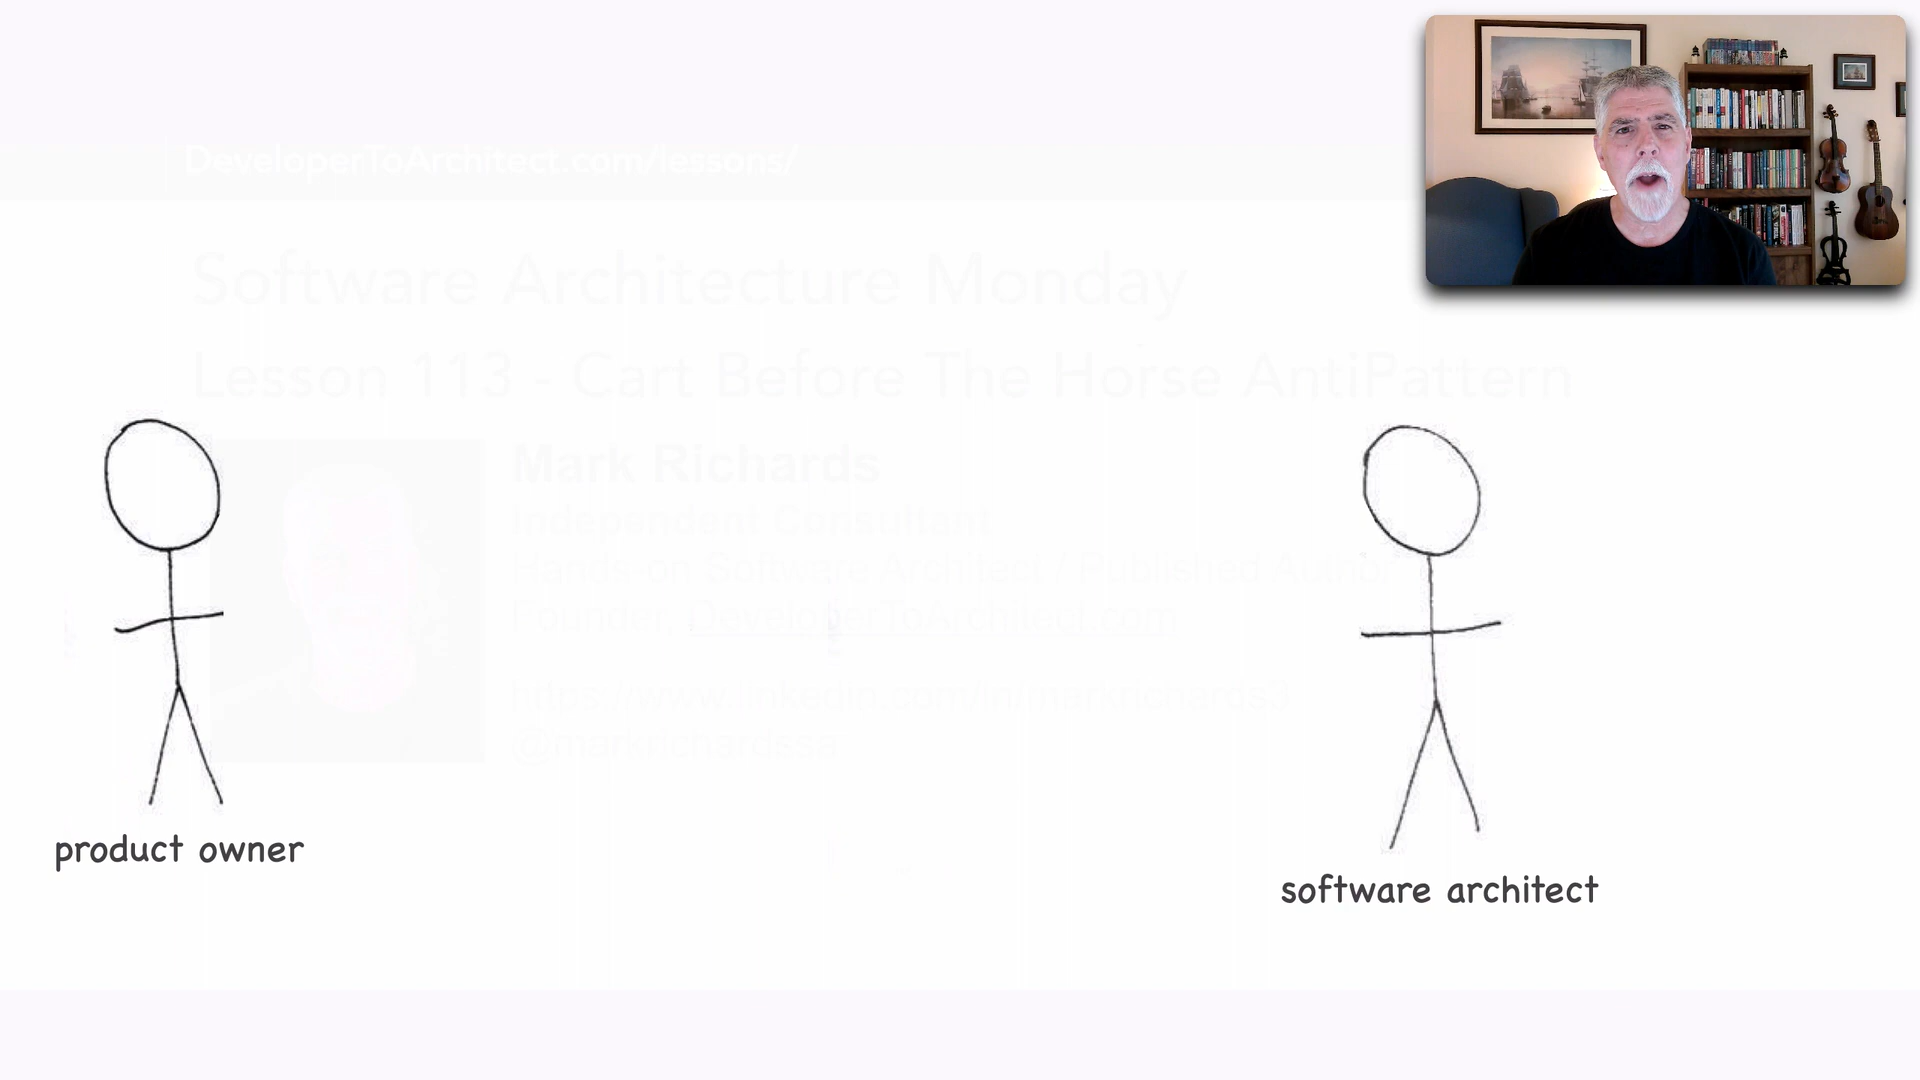 DeveloperToArchitect.com/lessons/
Software Architecture Monday
Lesson 113 - Cart Before The Horse AntiPattern
Mark Richards
Independent Consultant
Hands-on Software Architect / Published Author
Founder, DeveloperToArchitect.com
https://www.linkedin.com/in/markrichards3
@markrichardssa
product owner
software architect